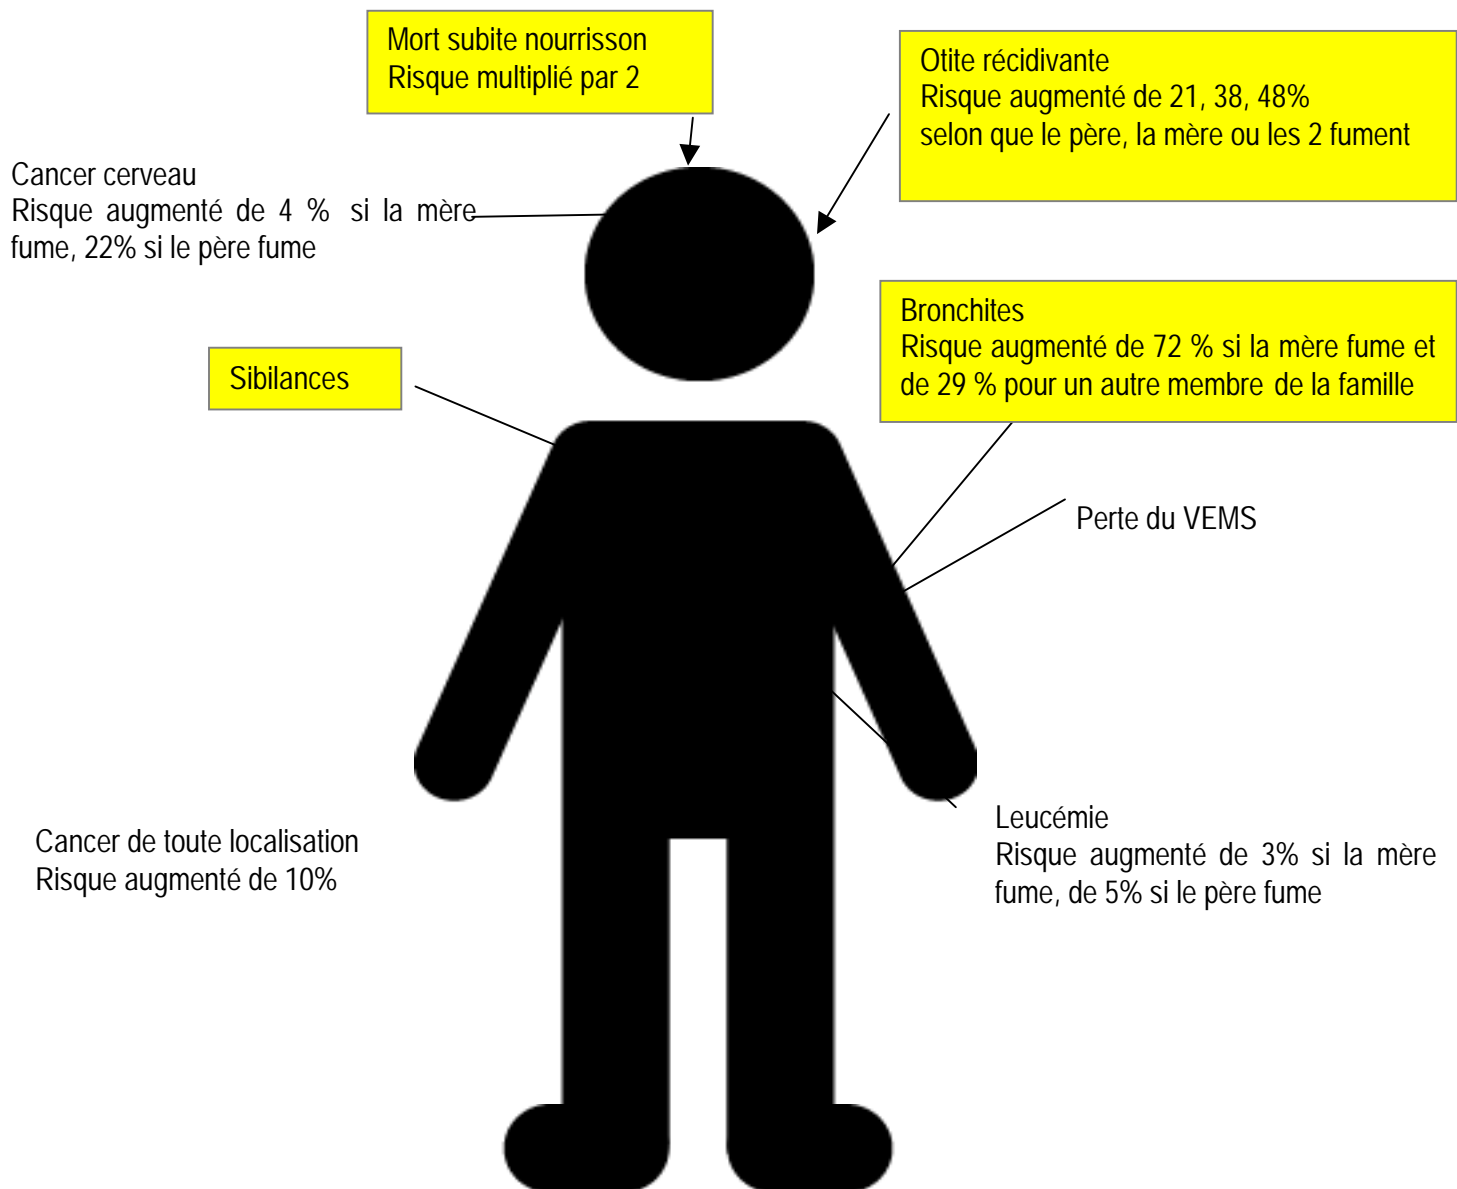 Mort subite nourrisson
Risque multiplié par 2
Otite récidivante
Risque augmenté de 21, 38, 48%
selon que le père, la mère ou les 2 fument
Cancer cerveau
Risque augmenté de 4 % si la mère
fume, 22% si le père fume
Bronchites
Risque augmenté de 72 % si la mère fume et
de 29 % pour un autre membre de la famille
Sibilances
Perte du VEMS
Leucémie
Risque augmenté de 3% si la mère
fume, de 5% si le père fume
Cancer de toute localisation
Risque augmenté de 10%